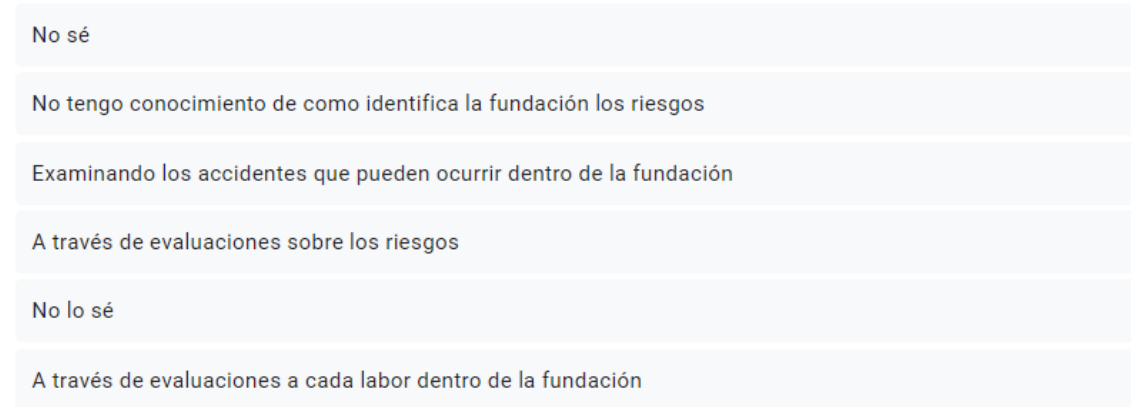 No sé
No tengo conocimiento de como identifica la fundación los riesgos
Examinando los accidentes que pueden ocurrir dentro de la fundación
A través de evaluaciones sobre los riesgos
No lo sé
A través de evaluaciones a cada labor dentro de la fundación